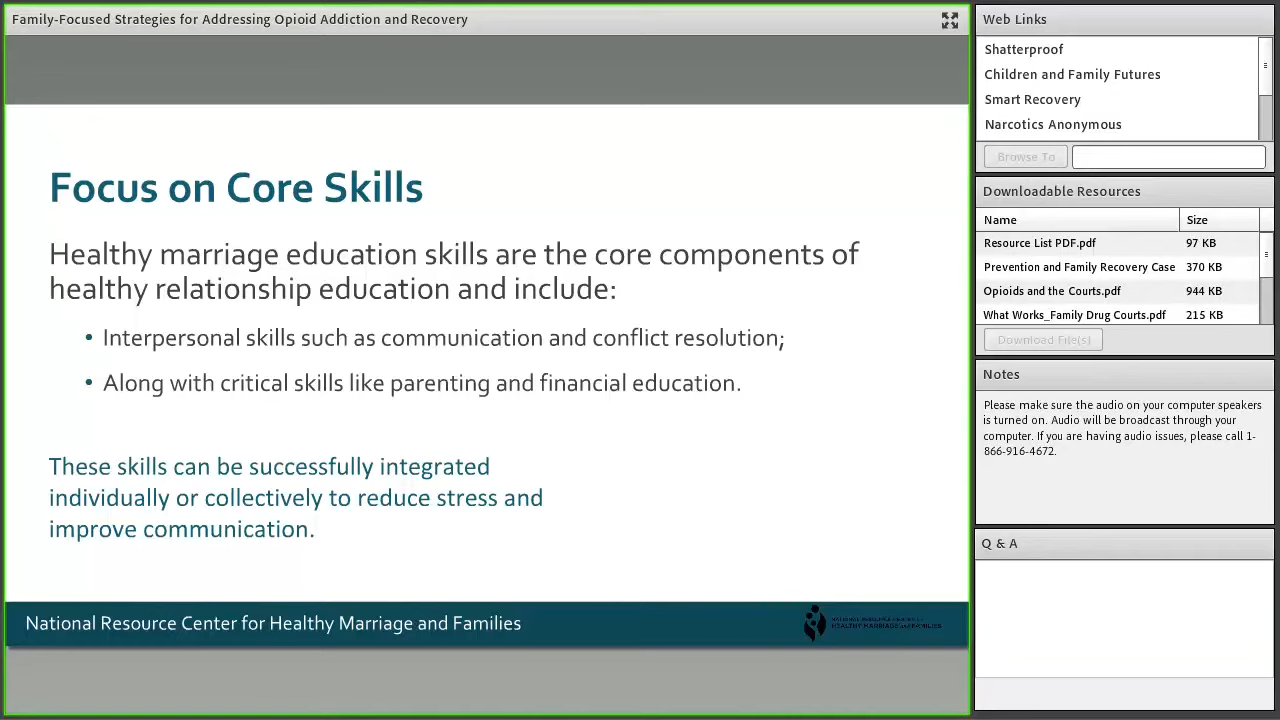 Family-Focused Strategies for Addressing Opioid Addiction and Recovery
Focus on Core Skills
Healthy marriage education skills are the core components of
healthy relationship education and include:
• Interpersonal skills such as communication and conflict resolution;
• Along with critical skills like parenting and financial education.
These skills can be successfully integrated
individually or collectively to reduce stress and
improve communication.
National Resource Center for Healthy Marriage and Families
Web Links
Shatterproof
Children and Family Futures
Smart Recovery
Narcotics Anonymous
Browse To
Downloadable Resources
Name Size
Resource List PDF.pdf 97 KB
Prevention and Family Recovery Case 370 KB
Opioids and the Courts.pdf 944 KB
What Works_Family Drug Courts.pdf 215 KB
Download File(s)
Notes
Please make sure the audio on your computer speakers
is turned on. Audio will be broadcast through your
computer. If you are having audio issues, please call 1-
866-916-4672.
Q & A